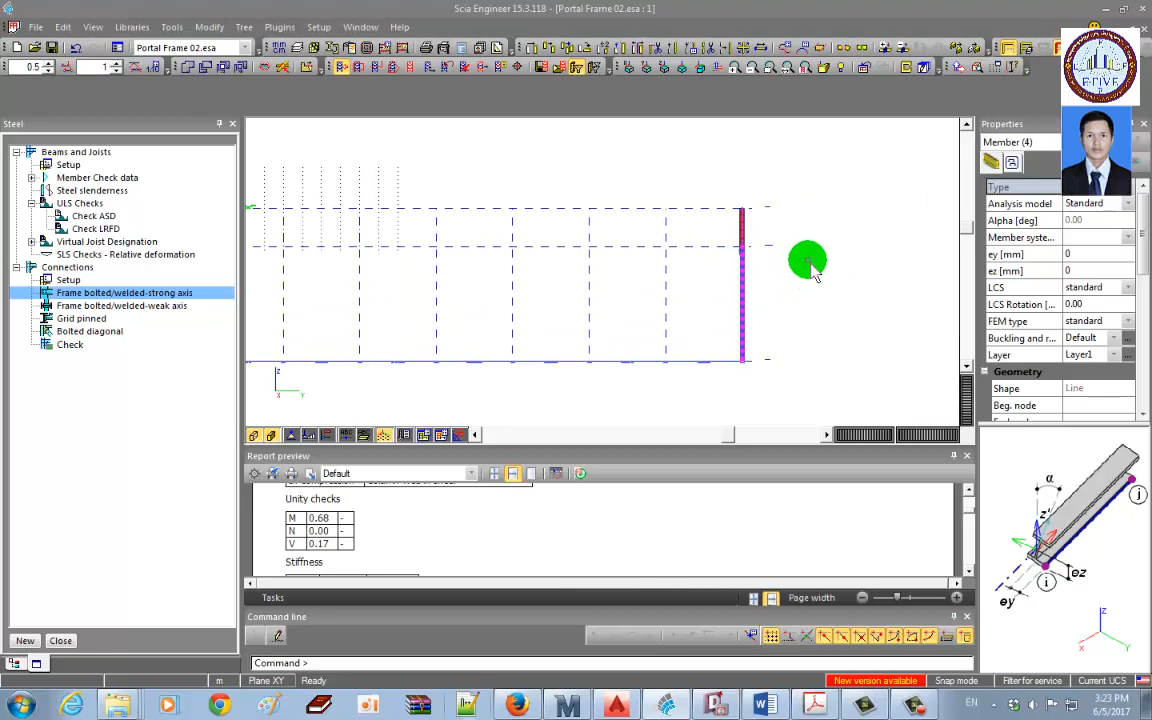 Scia Engineer 15.3.118 - [Portal Frame 02.esa : 1]
File Edit View Libraries Tools Modify Tree Plugins Setup Window Help
Portal Frame 02.esa
0.5 1
Steel
Beams and Joists
Setup
Member Check data
Steel slenderness
ULS Checks
Check ASD
Check LRFD
Virtual Joist Designation
SLS Checks - Relative deformation
Connections
Setup
Frame bolted/welded-strong axis
Frame bolted/welded-weak axis
Grid pinned
Bolted diagonal
Check
New Close
z
x Y
Report preview
Default
Unity checks
M 0.68 -
N 0.00 -
V 0.17 -
Stiffness
Tasks
Page width
Command line
Command >
Properties
Member (4)
Type
Analysis model Standard
Alpha [deg] 0.00
Member syste...
ey [mm] 0
ez [mm] 0
LCS standard
LCS Rotation [... 0.00
FEM type standard
Buckling and r... Default
Layer Layer1
Geometry
Shape Line
Beg. node
α
z'
j
i
ez
ey
z
x Y
m Plane XY Ready
New version available Snap mode Filter for service Current UCS
EN
3:23 PM
6/5/2017